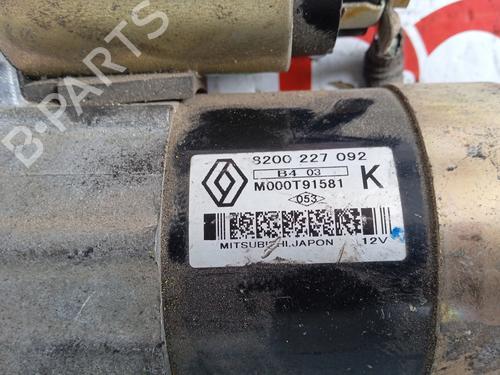 B-PARTS
8200 227 092
B4 03
M000T91581 K
053
MITSUBISHI.JAPON 12V